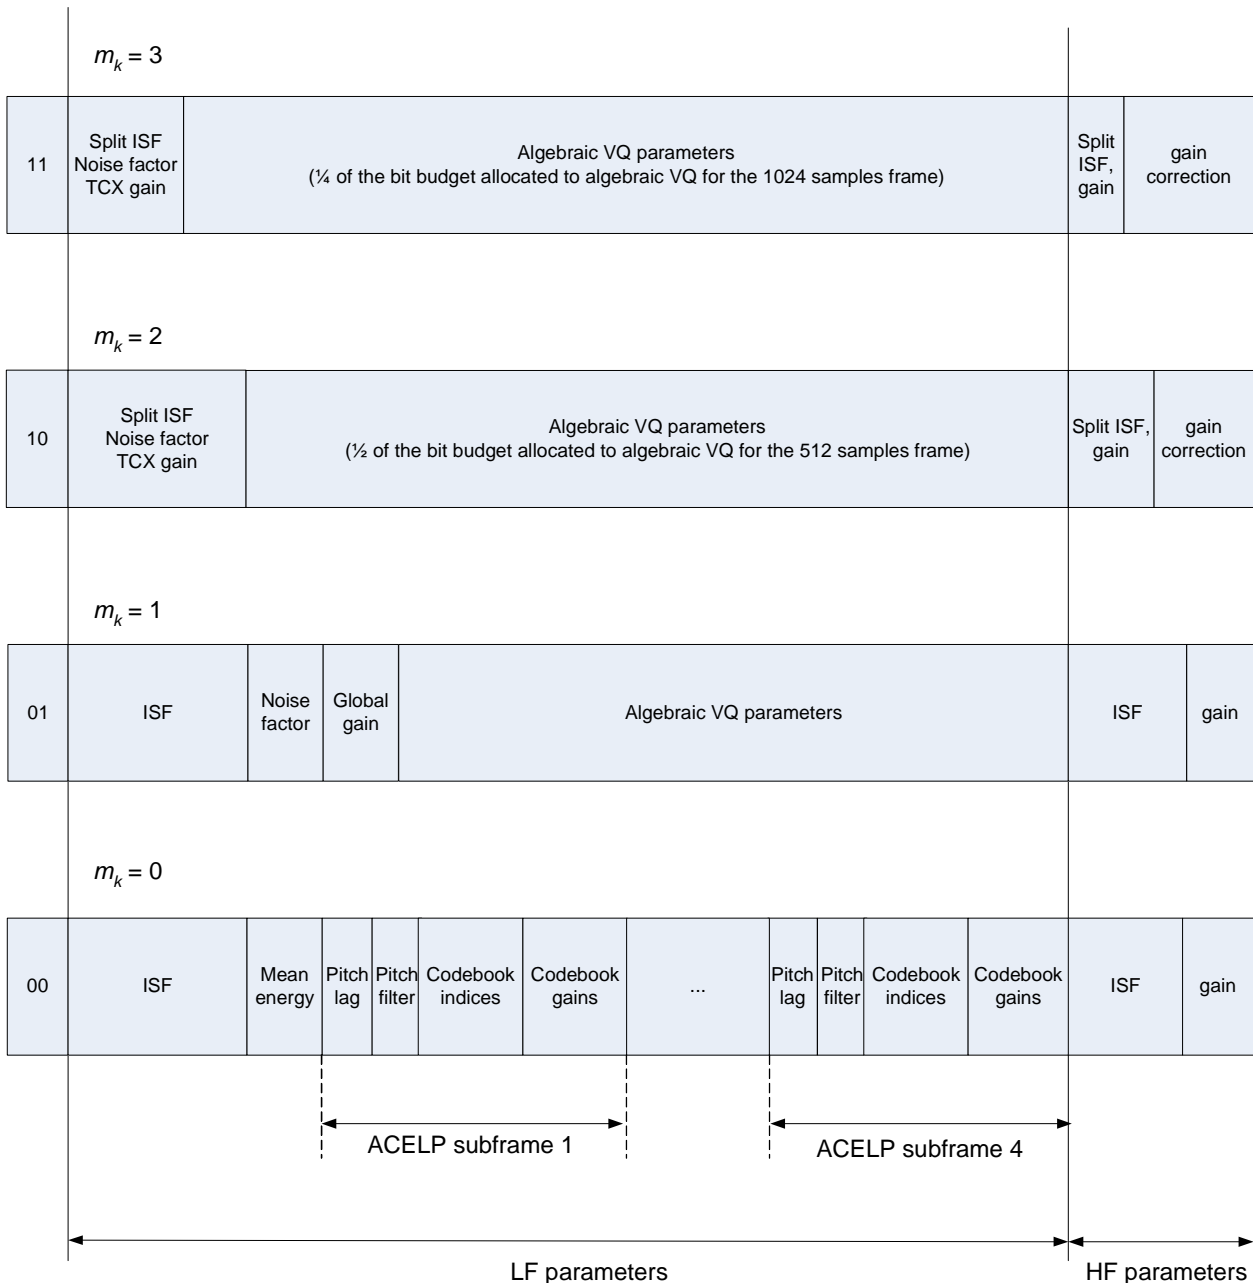 m_k = 3
11
Split ISF
Noise factor
TCX gain
Algebraic VQ parameters
(¼ of the bit budget allocated to algebraic VQ for the 1024 samples frame)
Split
ISF,
gain
gain
correction
m_k = 2
10
Split ISF
Noise factor
TCX gain
Algebraic VQ parameters
(½ of the bit budget allocated to algebraic VQ for the 512 samples frame)
Split ISF,
gain
gain
correction
m_k = 1
01
ISF
Noise
factor
Global
gain
Algebraic VQ parameters
ISF
gain
m_k = 0
00
ISF
Mean
energy
Pitch
lag
Pitch
filter
Codebook
indices
Codebook
gains
...
Pitch
lag
Pitch
filter
Codebook
indices
Codebook
gains
ISF
gain
ACELP subframe 1
ACELP subframe 4
LF parameters
HF parameters